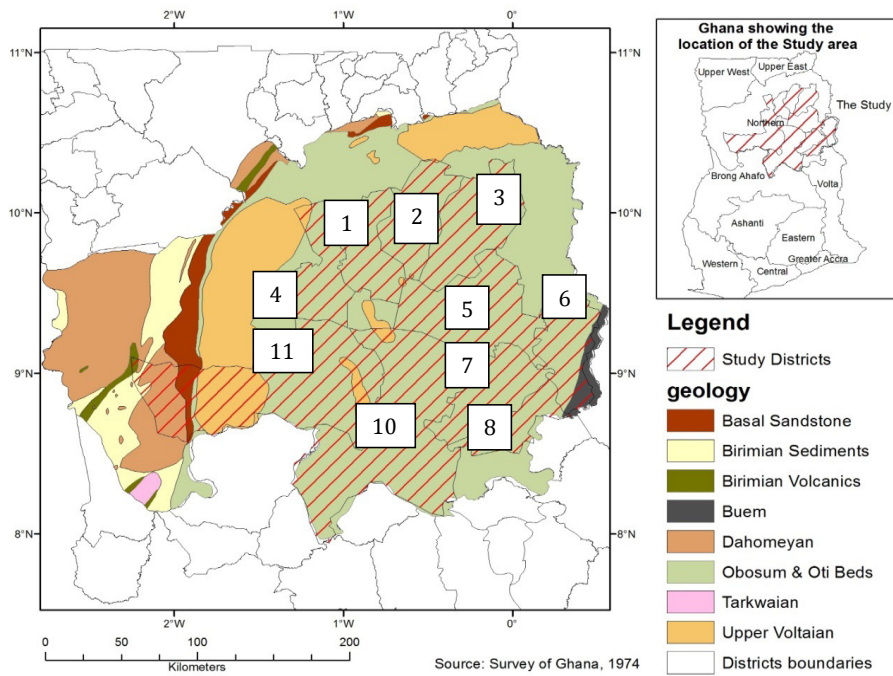 2°W 1°W 0°
11°N
10°N
9°N
8°N
1
2
3
4
5
6
11
7
10
8
11°N
10°N
9°N
8°N
2°W 1°W 0°
0 50 100 200
Kilometers
Source: Survey of Ghana, 1974
Ghana showing the
location of the Study area
Upper West
Upper East
The Study
Northern
Brong Ahafo
Volta
Ashanti
Eastern
Western
Central
Greater Accra
Legend
Study Districts
geology
Basal Sandstone
Birimian Sediments
Birimian Volcanics
Buem
Dahomeyan
Obosum & Oti Beds
Tarkwaian
Upper Voltaian
Districts boundaries